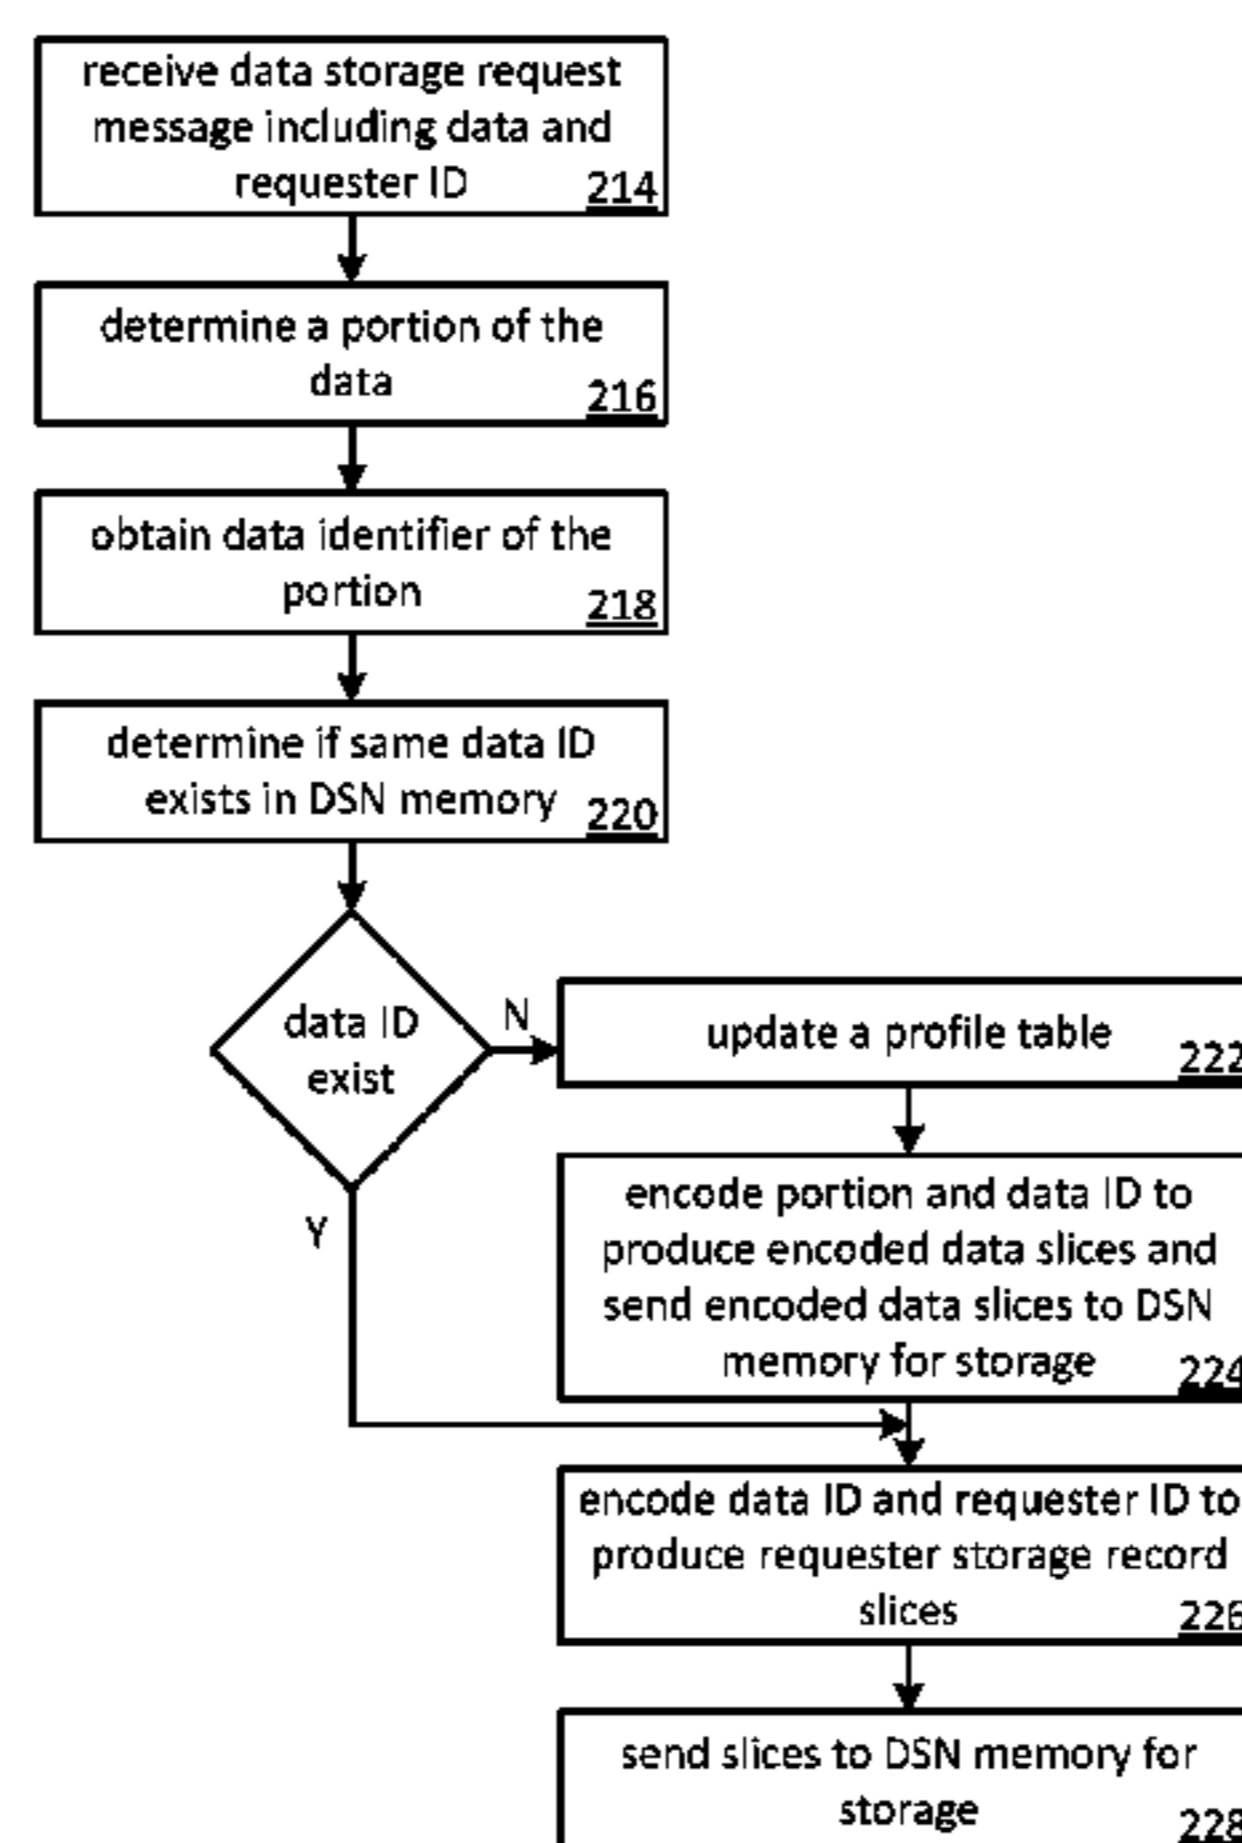 receive data storage request
message including data and
requester ID 214
determine a portion of the
data 216
obtain data identifier of the
portion 218
determine if same data ID
exists in DSN memory 220
data ID
exist
N
Y
update a profile table 222
encode portion and data ID to
produce encoded data slices and
send encoded data slices to DSN
memory for storage 224
encode data ID and requester ID to
produce requester storage record
slices 226
send slices to DSN memory for
storage 228